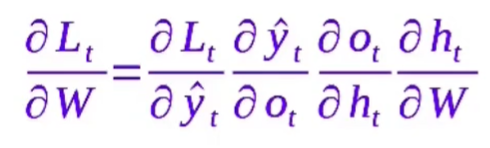 ∂L_t/∂W = ∂L_t/∂ŷ_t ∂ŷ_t/∂o_t ∂o_t/∂h_t ∂h_t/∂W